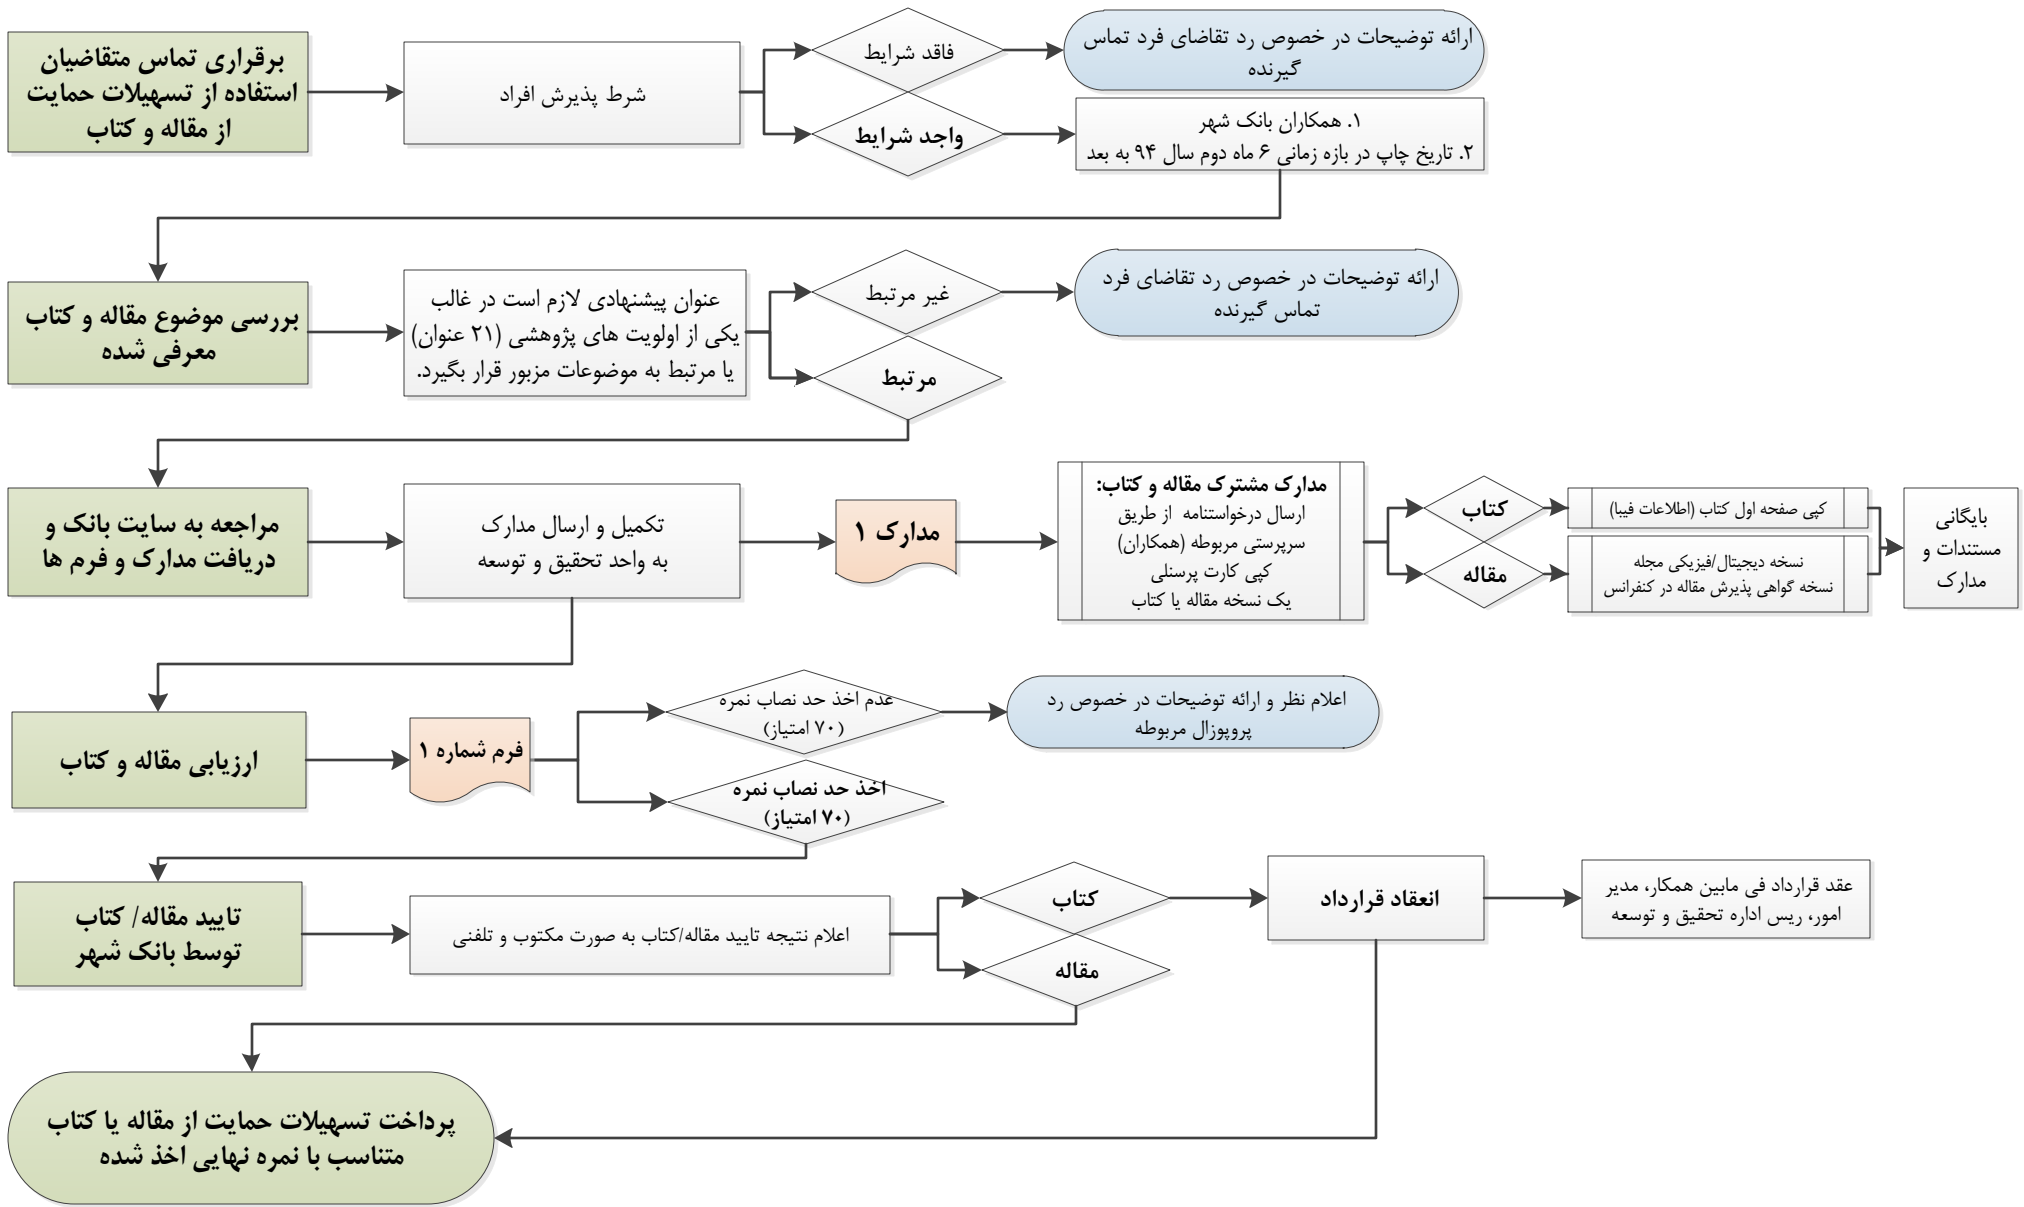 برقراری تماس متقاضیان
استفاده از تسهیلات حمایت
از مقاله و کتاب
شرط پذیرش افراد
فاقد شرایط
ارائه توضیحات در خصوص رد تقاضای فرد تماس
گیرنده
واجد شرایط
۱. همکاران بانک شهر
۲. تاریخ چاپ در بازه زمانی ۶ ماه دوم سال ۹۴ به بعد
بررسی موضوع مقاله و کتاب
معرفی شده
عنوان پیشنهادی لازم است در غالب
یکی از اولویت های پژوهشی (۲۱ عنوان)
یا مرتبط به موضوعات مزبور قرار بگیرد.
غیر مرتبط
ارائه توضیحات در خصوص رد تقاضای فرد
تماس گیرنده
مرتبط
مراجعه به سایت بانک و
دریافت مدارک و فرم ها
تکمیل و ارسال مدارک
به واحد تحقیق و توسعه
مدارک ۱
مدارک مشترک مقاله و کتاب:
ارسال درخواستنامه از طریق
سرپرستی مربوطه (همکاران)
کپی کارت پرسنلی
یک نسخه مقاله یا کتاب
کتاب
کپی صفحه اول کتاب (اطلاعات فیبا)
مقاله
نسخه دیجیتال/فیزیکی مجله
نسخه گواهی پذیرش مقاله در کنفرانس
بایگانی
مستندات و
مدارک
ارزیابی مقاله و کتاب
فرم شماره ۱
عدم اخذ حد نصاب نمره
(۷۰ امتیاز)
اعلام نظر و ارائه توضیحات در خصوص رد
پروپوزال مربوطه
اخذ حد نصاب نمره
(۷۰ امتیاز)
تایید مقاله/ کتاب
توسط بانک شهر
اعلام نتیجه تایید مقاله/کتاب به صورت مکتوب و تلفنی
کتاب
مقاله
انعقاد قرارداد
عقد قرارداد فی مابین همکار، مدیر
امور، ریس اداره تحقیق و توسعه
پرداخت تسهیلات حمایت از مقاله یا کتاب
متناسب با نمره نهایی اخذ شده